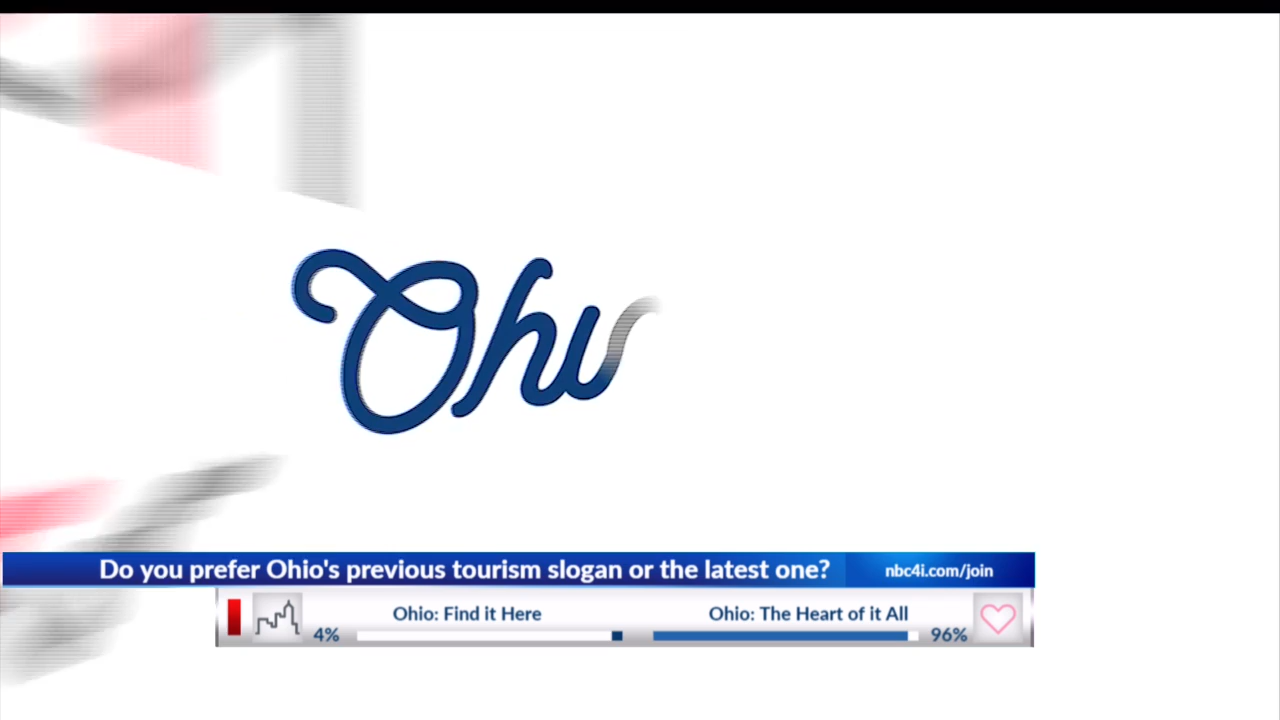 Ohi
Do you prefer Ohio's previous tourism slogan or the latest one?
nbc4i.com/join
Ohio: Find it Here
Ohio: The Heart of it All
4%
96%